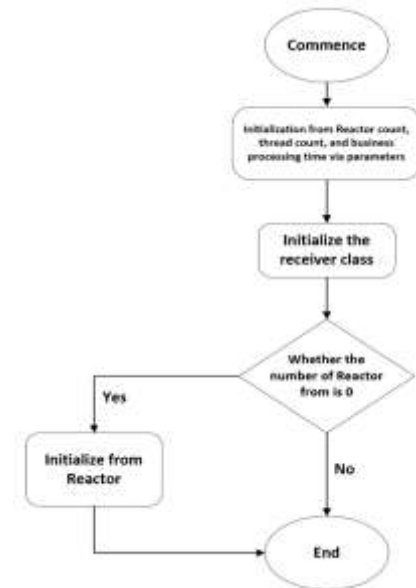 Commence
Initialization from Reactor count,
thread count, and business
processing time via parameters
Initialize the
receiver class
Whether the
number of Reactor
from is 0
Yes
Initialize from
Reactor
No
End